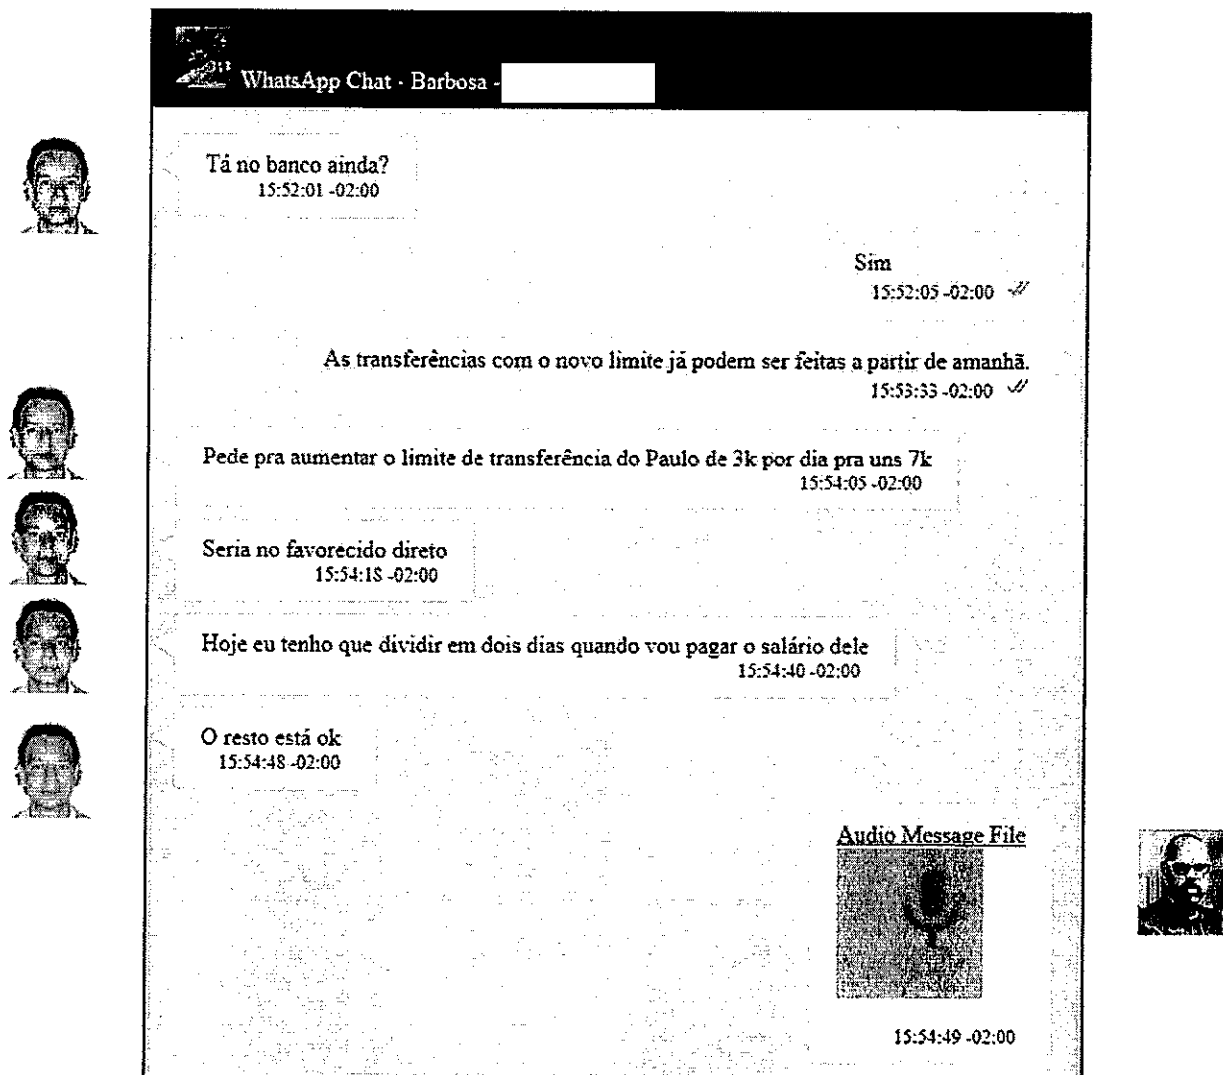 WhatsApp Chat - Barbosa -
Tá no banco ainda?
15:52:01 -02:00
Sim
15:52:05 -02:00
As transferências com o novo limite já podem ser feitas a partir de amanhã.
15:53:33 -02:00
Pede pra aumentar o limite de transferência do Paulo de 3k por dia pra uns 7k
15:54:05 -02:00
Seria no favorecido direto
15:54:18 -02:00
Hoje eu tenho que dividir em dois dias quando vou pagar o salário dele
15:54:40 -02:00
O resto está ok
15:54:48 -02:00
Audio Message File
15:54:49 -02:00